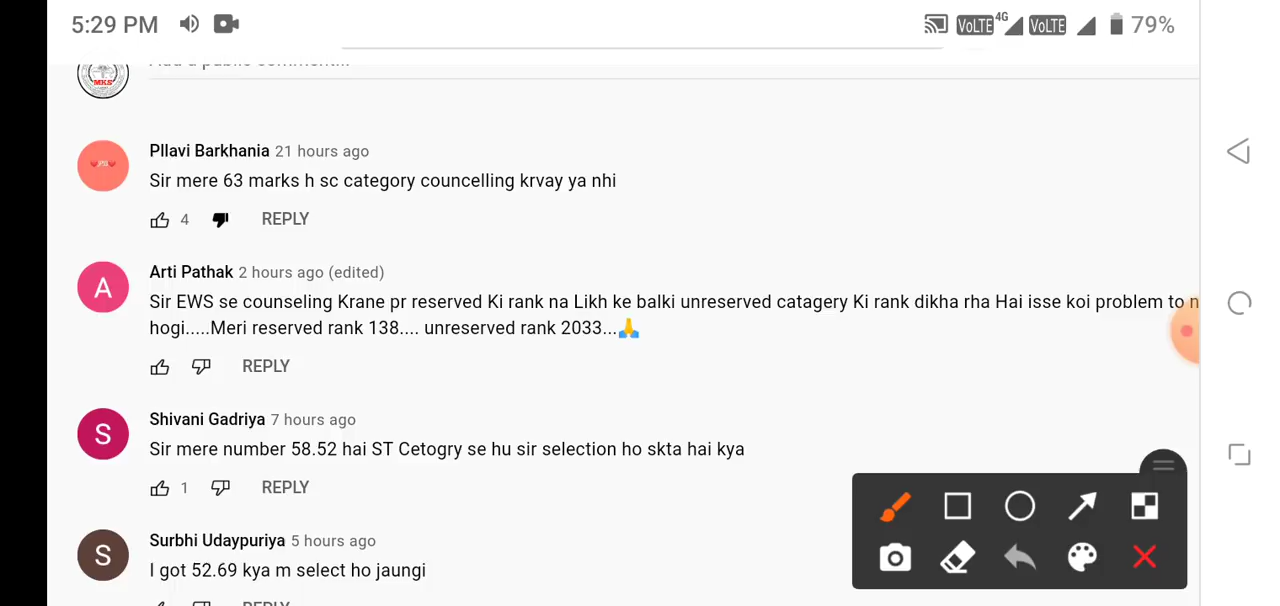 5:29 PM VoLTE 4G VoLTE 79%
Add a public comment...
MKS
Pllavi Barkhania 21 hours ago
Sir mere 63 marks h sc category councelling krvay ya nhi
4 REPLY
Arti Pathak 2 hours ago (edited)
A
Sir EWS se counseling Krane pr reserved Ki rank na Likh ke balki unreserved catagery Ki rank dikha rha Hai isse koi problem to n
hogi.....Meri reserved rank 138.... unreserved rank 2033...🙏
REPLY
Shivani Gadriya 7 hours ago
S
Sir mere number 58.52 hai ST Cetogry se hu sir selection ho skta hai kya
1 REPLY
Surbhi Udaypuriya 5 hours ago
S
I got 52.69 kya m select ho jaungi
REPLY